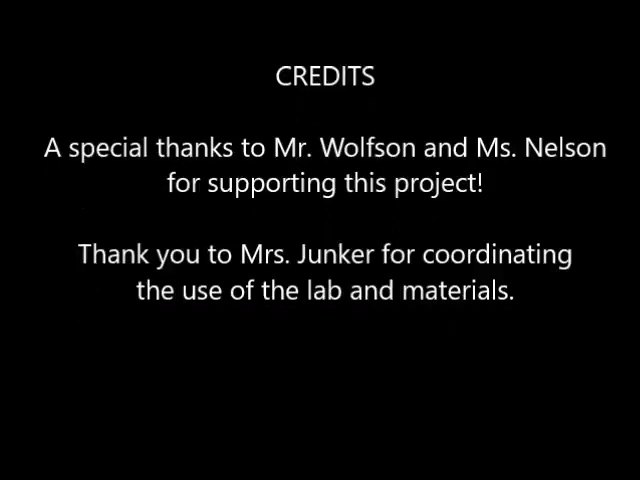 CREDITS
A special thanks to Mr. Wolfson and Ms. Nelson
for supporting this project!
Thank you to Mrs. Junker for coordinating
the use of the lab and materials.